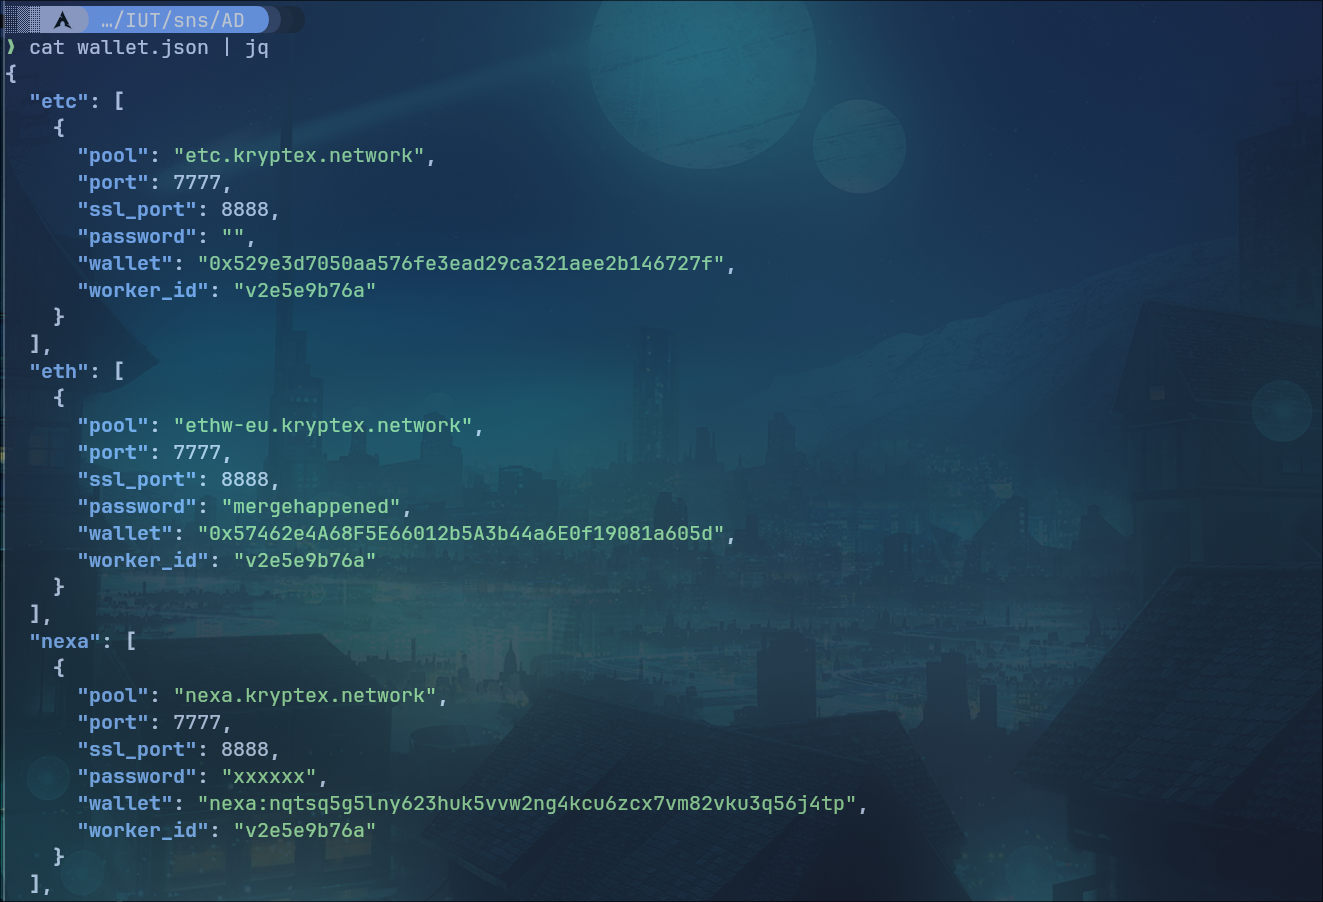 …/IUT/sns/AD
❯ cat wallet.json | jq
{
  "etc": [
    {
      "pool": "etc.kryptex.network",
      "port": 7777,
      "ssl_port": 8888,
      "password": "",
      "wallet": "0x529e3d7050aa576fe3ead29ca321aee2b146727f",
      "worker_id": "v2e5e9b76a"
    }
  ],
  "eth": [
    {
      "pool": "ethw-eu.kryptex.network",
      "port": 7777,
      "ssl_port": 8888,
      "password": "mergehappened",
      "wallet": "0x57462e4A68F5E66012b5A3b44a6E0f19081a605d",
      "worker_id": "v2e5e9b76a"
    }
  ],
  "nexa": [
    {
      "pool": "nexa.kryptex.network",
      "port": 7777,
      "ssl_port": 8888,
      "password": "xxxxxx",
      "wallet": "nexa:nqtsq5g5lny623huk5vvw2ng4kcu6zcx7vm82vku3q56j4tp",
      "worker_id": "v2e5e9b76a"
    }
  ],